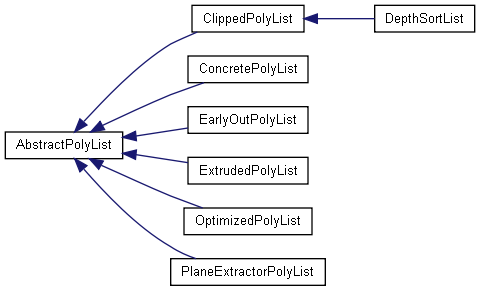 ClippedPolyList
DepthSortList
ConcretePolyList
EarlyOutPolyList
AbstractPolyList
ExtrudedPolyList
OptimizedPolyList
PlaneExtractorPolyList